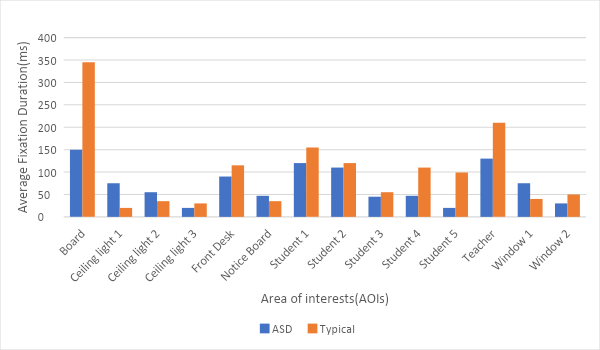 Average Fixation Duration(ms)
400
350
300
250
200
150
100
50
0
Board
Ceiling light 1
Ceiling light 2
Ceiling light 3
Front Desk
Notice Board
Student 1
Student 2
Student 3
Student 4
Student 5
Teacher
Window 1
Window 2
Area of interests(AOIs)
ASD
Typical